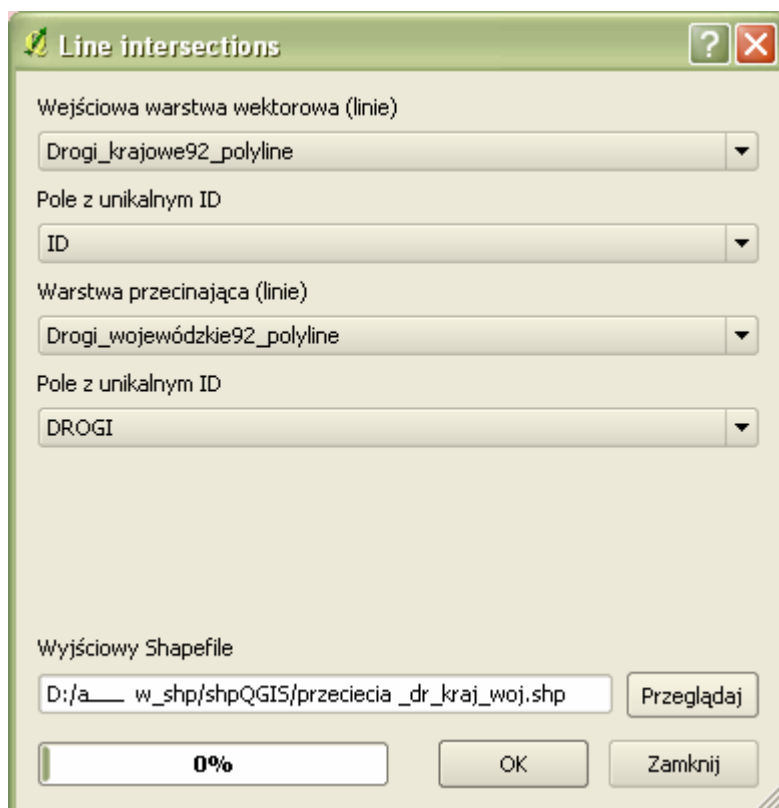 Line intersections
Wejściowa warstwa wektorowa (linie)
Drogi_krajowe92_polyline
Pole z unikalnym ID
ID
Warstwa przecinająca (linie)
Drogi_wojewódzkie92_polyline
Pole z unikalnym ID
DROGI
Wyjściowy Shapefile
D:/a___ w_shp/shpQGIS/przeciecia _dr_kraj_woj.shp
Przeglądaj
0%
OK
Zamknij